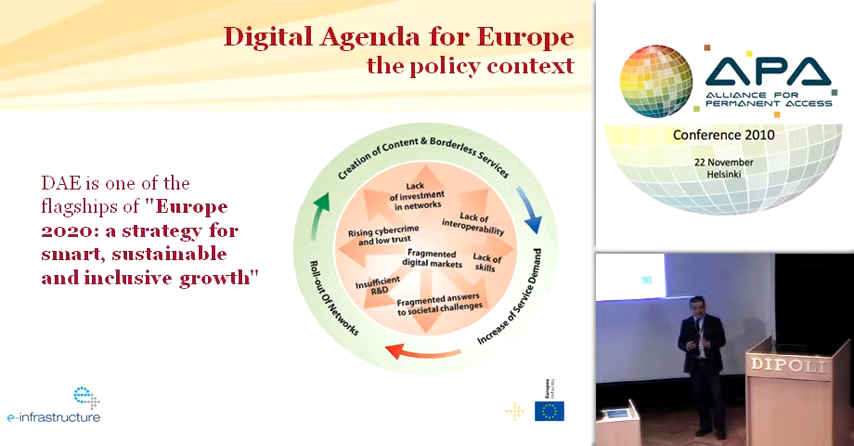 Digital Agenda for Europe
the policy context
DAE is one of the
flagships of "Europe
2020: a strategy for
smart, sustainable
and inclusive growth"
Creation of Content & Borderless Services
Increase of Service Demand
Roll-out Of Networks
Lack
of investment
in networks
Lack of
interoperability
Rising cybercrime
and low trust
Fragmented
digital markets
Lack of
skills
Insufficient
R&D
Fragmented answers
to societal challenges
e-infrastructure
APA
ALLIANCE FOR
PERMANENT ACCESS
Conference 2010
22 November
Helsinki
DIPOLI